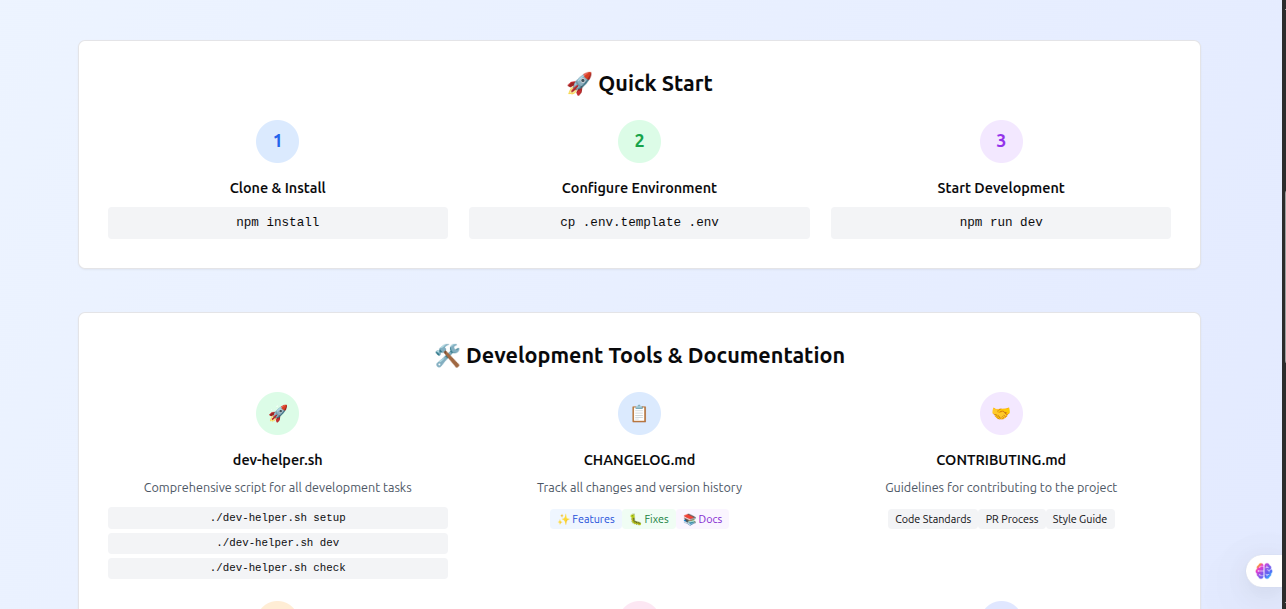 🚀 Quick Start
1
2
3
Clone & Install
Configure Environment
Start Development
npm install
cp .env.template .env
npm run dev
🛠️ Development Tools & Documentation
dev-helper.sh
CHANGELOG.md
CONTRIBUTING.md
Comprehensive script for all development tasks
Track all changes and version history
Guidelines for contributing to the project
./dev-helper.sh setup
./dev-helper.sh dev
./dev-helper.sh check
✨ Features 🐛 Fixes 📚 Docs
Code Standards PR Process Style Guide